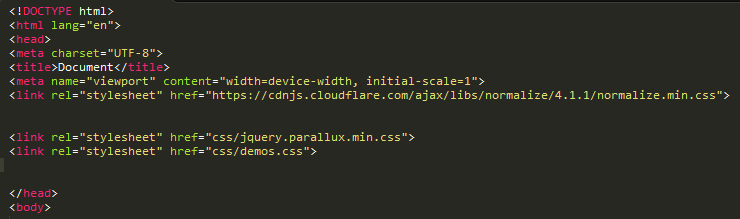 <!DOCTYPE html>
<html lang="en">
<head>
<meta charset="UTF-8">
<title>Document</title>
<meta name="viewport" content="width=device-width, initial-scale=1">
<link rel="stylesheet" href="https://cdnjs.cloudflare.com/ajax/libs/normalize/4.1.1/normalize.min.css">
<link rel="stylesheet" href="css/jquery.parallux.min.css">
<link rel="stylesheet" href="css/demos.css">
</head>
<body>